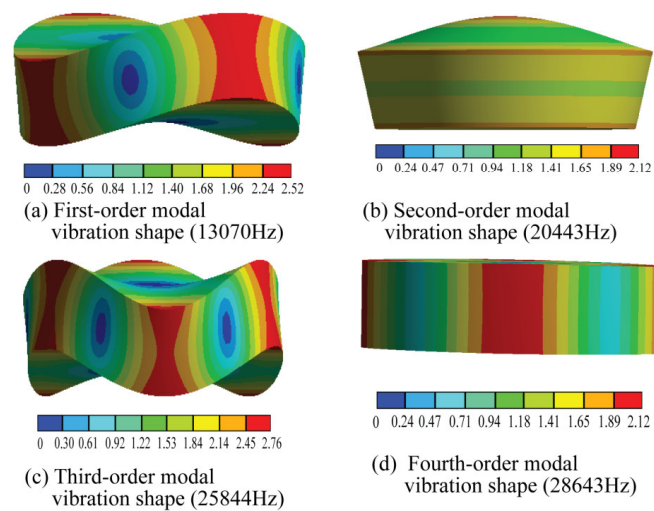 0 0.28 0.56 0.84 1.12 1.40 1.68 1.96 2.24 2.52
(a) First-order modal
vibration shape (13070Hz)
0 0.24 0.47 0.71 0.94 1.18 1.41 1.65 1.89 2.12
(b) Second-order modal
vibration shape (20443Hz)
0 0.30 0.61 0.92 1.22 1.53 1.84 2.14 2.45 2.76
(c) Third-order modal
vibration shape (25844Hz)
0 0.24 0.47 0.71 0.94 1.18 1.41 1.65 1.89 2.12
(d) Fourth-order modal
vibration shape (28643Hz)